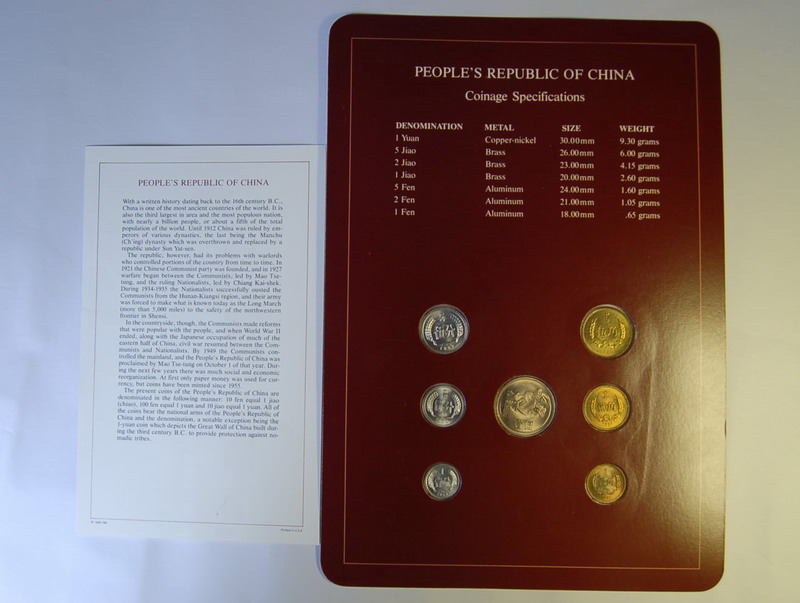 PEOPLE'S REPUBLIC OF CHINA
With a written history dating back to the 16th century B.C.,
China is one of the most ancient countries of the world. It is
also the third largest in area and the most populous nation,
with nearly a billion people, or about a fifth of the total
population of the world. Until 1912 China was ruled by em-
perors of various dynasties, the last being the Manchu
(Ch'ing) dynasty which was overthrown and replaced by a
republic under Sun Yat-sen.
The republic, however, had its problems with warlords
who controlled portions of the country from time to time. In
1921 the Chinese Communist party was founded, and in 1927
warfare began between the Communists, led by Mao Tse-
tung, and the ruling Nationalists, led by Chiang Kai-shek.
During 1934-1935 the Nationalists successfully ousted the
Communists from the Hunan-Kiangsi region, and their army
was forced to make what is known today as the Long March
(more than 5,000 miles) to the safety of the northwestern
frontier in Shensi.
In the countryside, though, the Communists made reforms
that were popular with the people, and when World War II
ended, along with the Japanese occupation of much of the
eastern half of China, civil war resumed between the Com-
munists and Nationalists. By 1949 the Communists con-
trolled the mainland, and the People's Republic of China was
proclaimed by Mao Tse-tung on October 1 of that year. Dur-
ing the next few years there was much social and economic
reorganization. At first only paper money was used for cur-
rency, but coins have been minted since 1955.
The present coins of the People's Republic of China are
denominated in the following manner: 10 fen equal 1 jiao
(chiao), 100 fen equal 1 yuan and 10 jiao equal 1 yuan. All of
the coins bear the national arms of the People's Republic of
China and the denomination, a notable exception being the
1-yuan coin which depicts the Great Wall of China built dur-
ing the third century B.C. to provide protection against no-
madic tribes.
Printed in U.S.A.
PEOPLE'S REPUBLIC OF CHINA
Coinage Specifications
DENOMINATION METAL SIZE WEIGHT
1 Yuan Copper-nickel 30.00mm 9.30 grams
5 Jiao Brass 26.00mm 6.00 grams
2 Jiao Brass 23.00mm 4.15 grams
1 Jiao Brass 20.00mm 2.60 grams
5 Fen Aluminum 24.00mm 1.60 grams
2 Fen Aluminum 21.00mm 1.05 grams
1 Fen Aluminum 18.00mm .65 grams